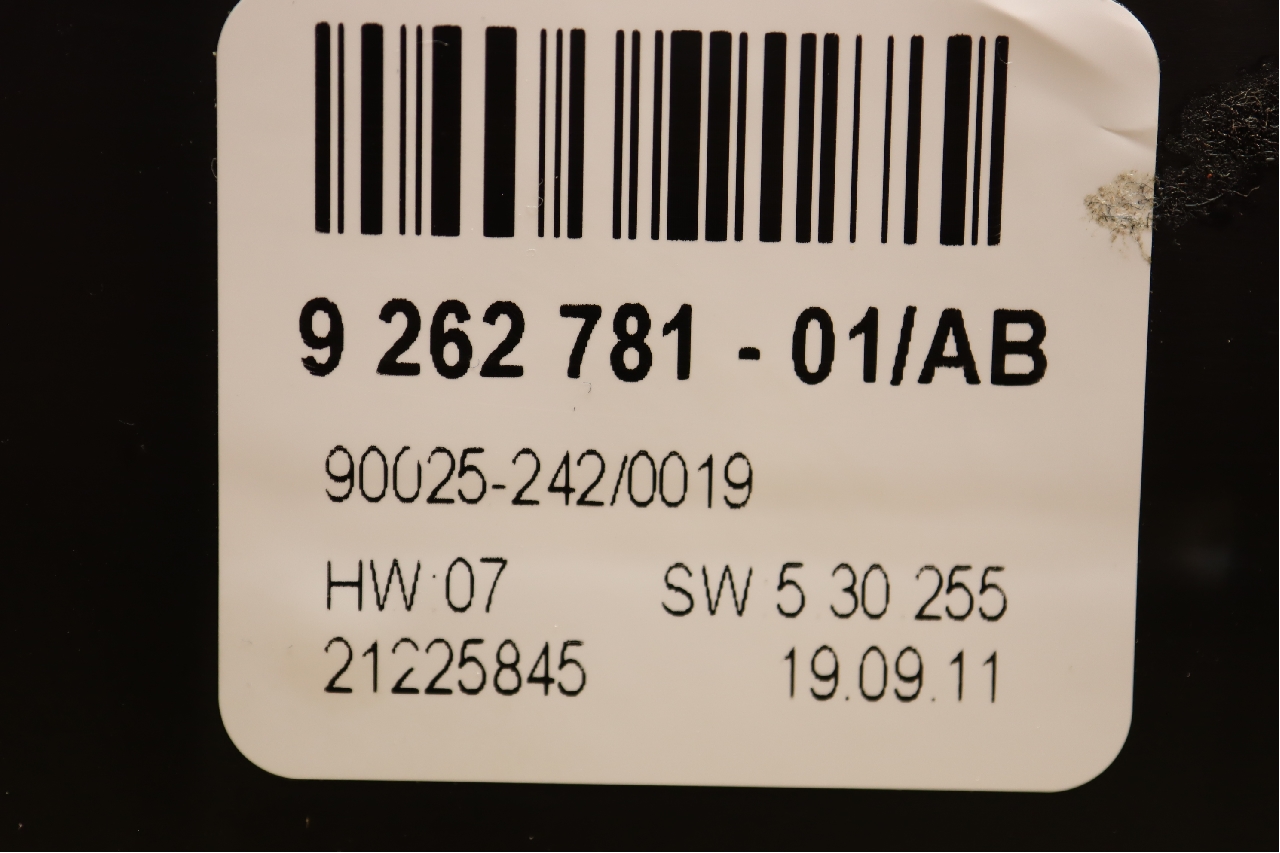 9 262 781 - 01/AB
90025-242/0019
HW 07 SW 5 30 255
21225845 19.09.11